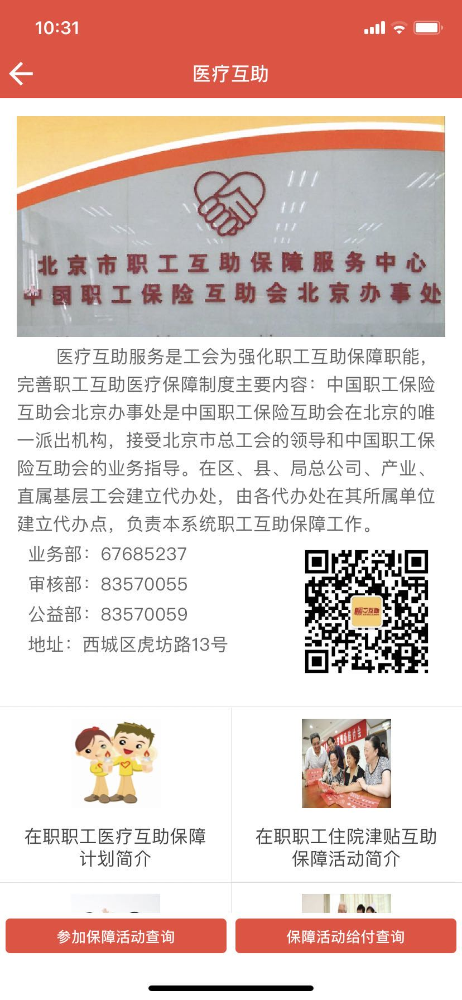 10:31
医疗互助
北京市职工互助保障服务中心
中国职工保险互助会北京办事处
医疗互助服务是工会为强化职工互助保障职能，
完善职工互助医疗保障制度主要内容：中国职工保险
互助会北京办事处是中国职工保险互助会在北京的唯
一派出机构，接受北京市总工会的领导和中国职工保
险互助会的业务指导。在区、县、局总公司、产业、
直属基层工会建立代办处，由各代办处在其所属单位
建立代办点，负责本系统职工互助保障工作。
业务部：67685237
审核部：83570055
公益部：83570059
地址：西城区虎坊路13号
暖心互助
在职职工医疗互助保障
计划简介
在职职工住院津贴互助
保障活动简介
参加保障活动查询
保障活动给付查询